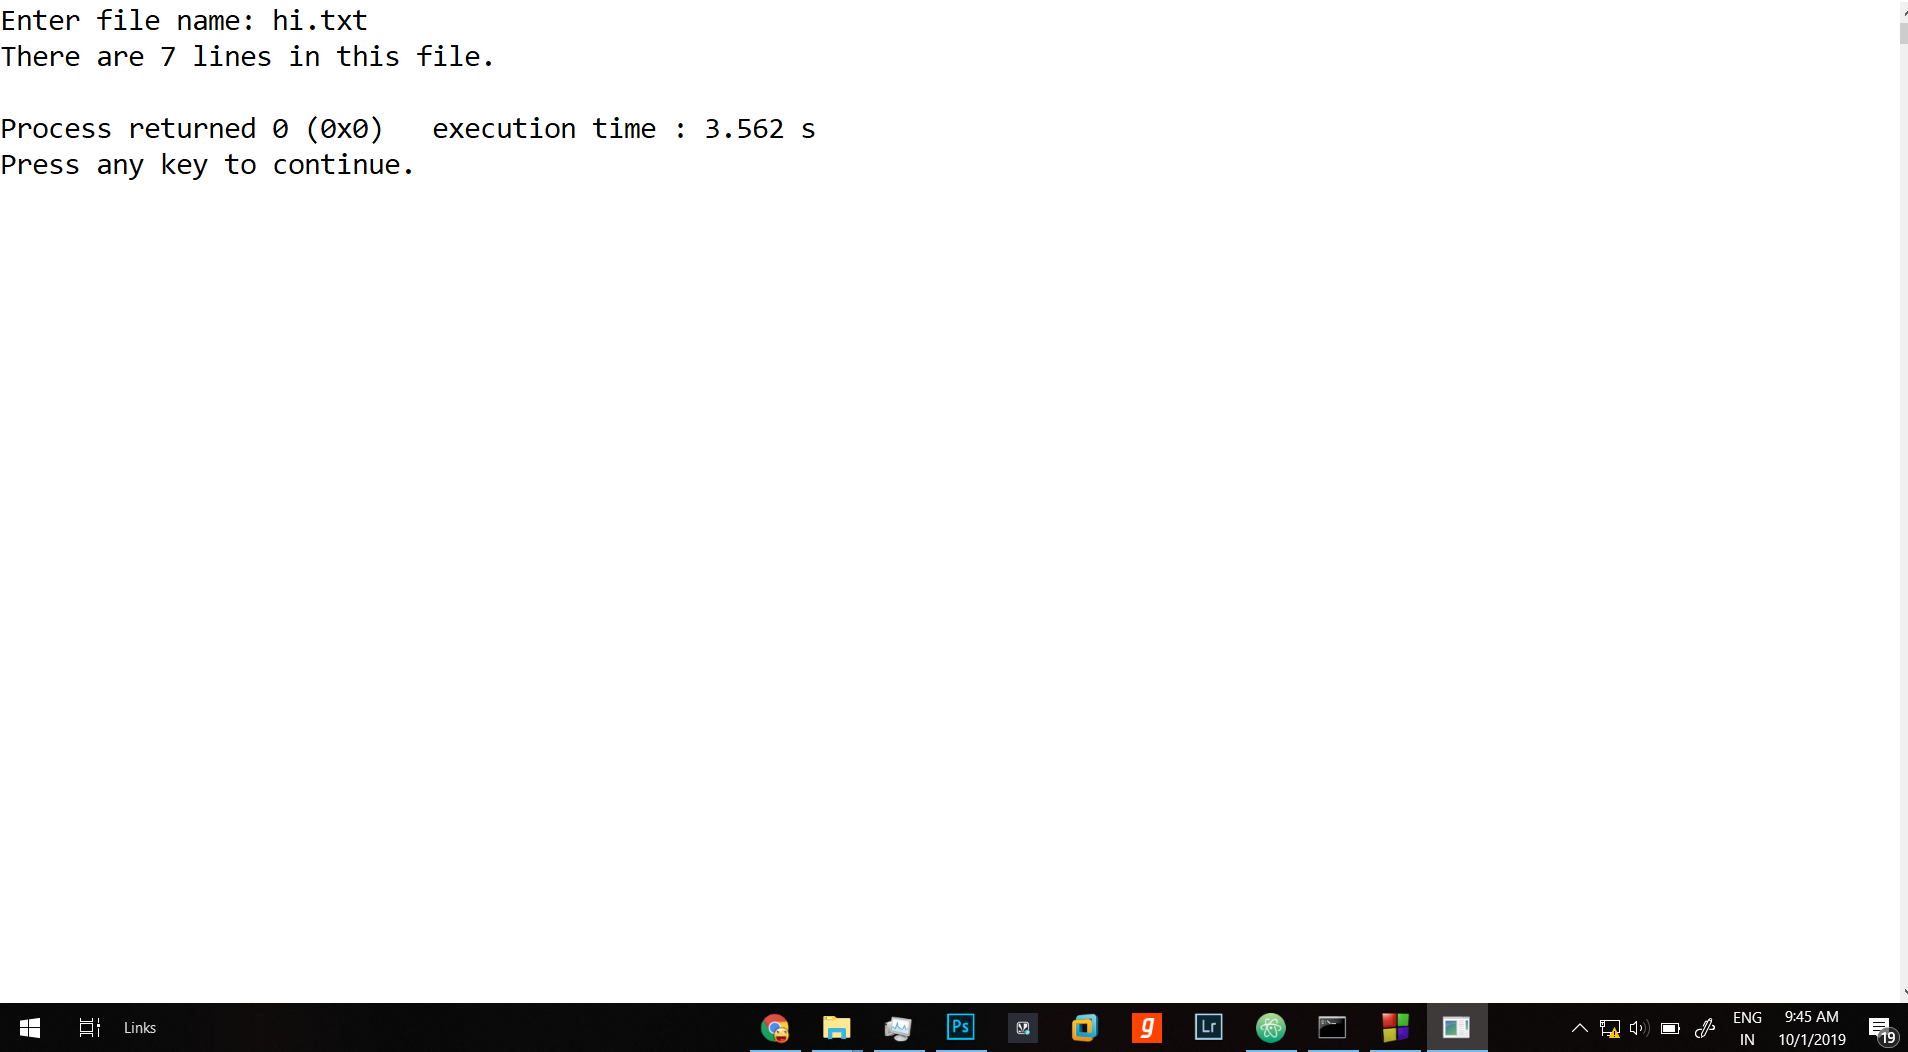 Enter file name: hi.txt
There are 7 lines in this file.
Process returned 0 (0x0)   execution time : 3.562 s
Press any key to continue.
Links
Ps
g
Lr
ENG
IN
9:45 AM
10/1/2019
19